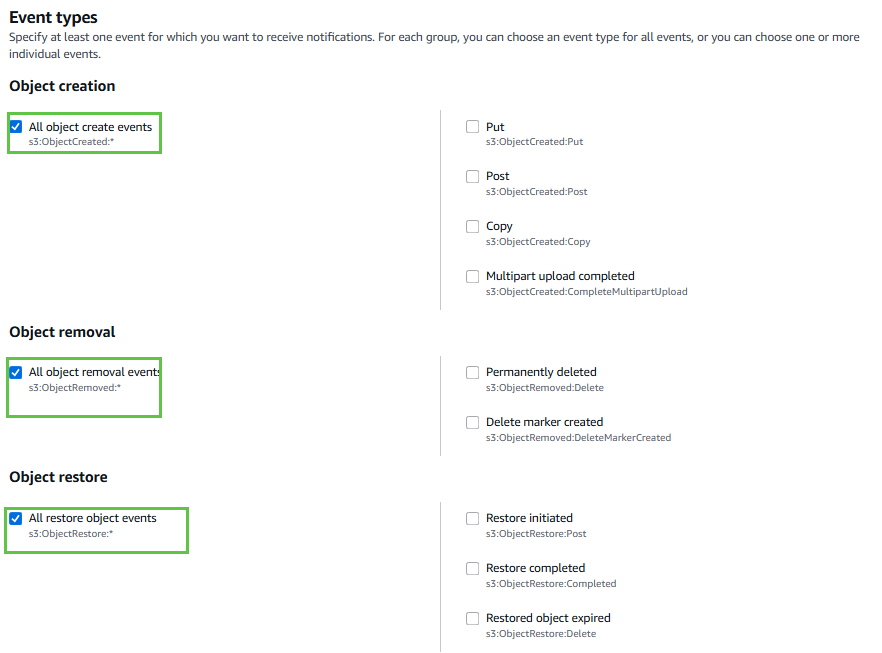 Event types
Specify at least one event for which you want to receive notifications. For each group, you can choose an event type for all events, or you can choose one or more
individual events.
Object creation
All object create events
s3:ObjectCreated:*
Put
s3:ObjectCreated:Put
Post
s3:ObjectCreated:Post
Copy
s3:ObjectCreated:Copy
Multipart upload completed
s3:ObjectCreated:CompleteMultipartUpload
Object removal
All object removal events
s3:ObjectRemoved:*
Permanently deleted
s3:ObjectRemoved:Delete
Delete marker created
s3:ObjectRemoved:DeleteMarkerCreated
Object restore
All restore object events
s3:ObjectRestore:*
Restore initiated
s3:ObjectRestore:Post
Restore completed
s3:ObjectRestore:Completed
Restored object expired
s3:ObjectRestore:Delete